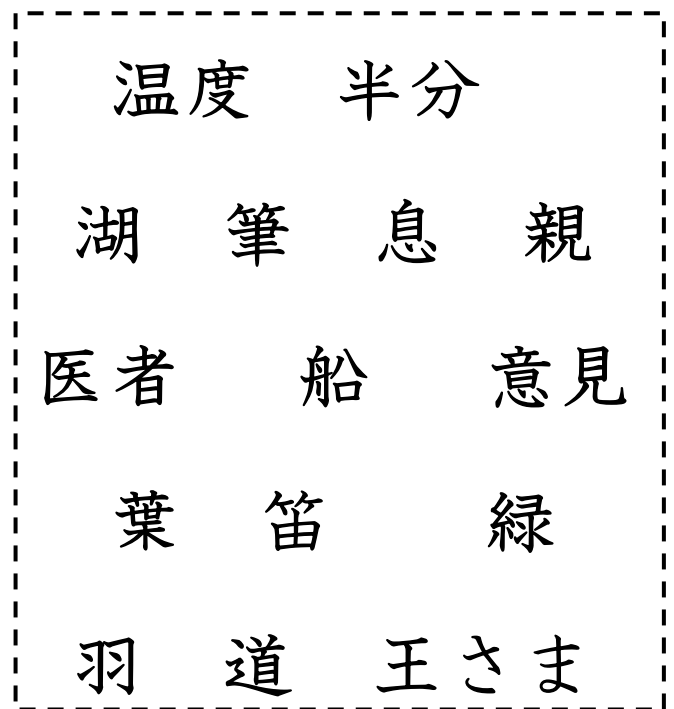 温度 半分
湖 筆 息 親
医者 船 意見
葉 笛 緑
羽 道 王さま